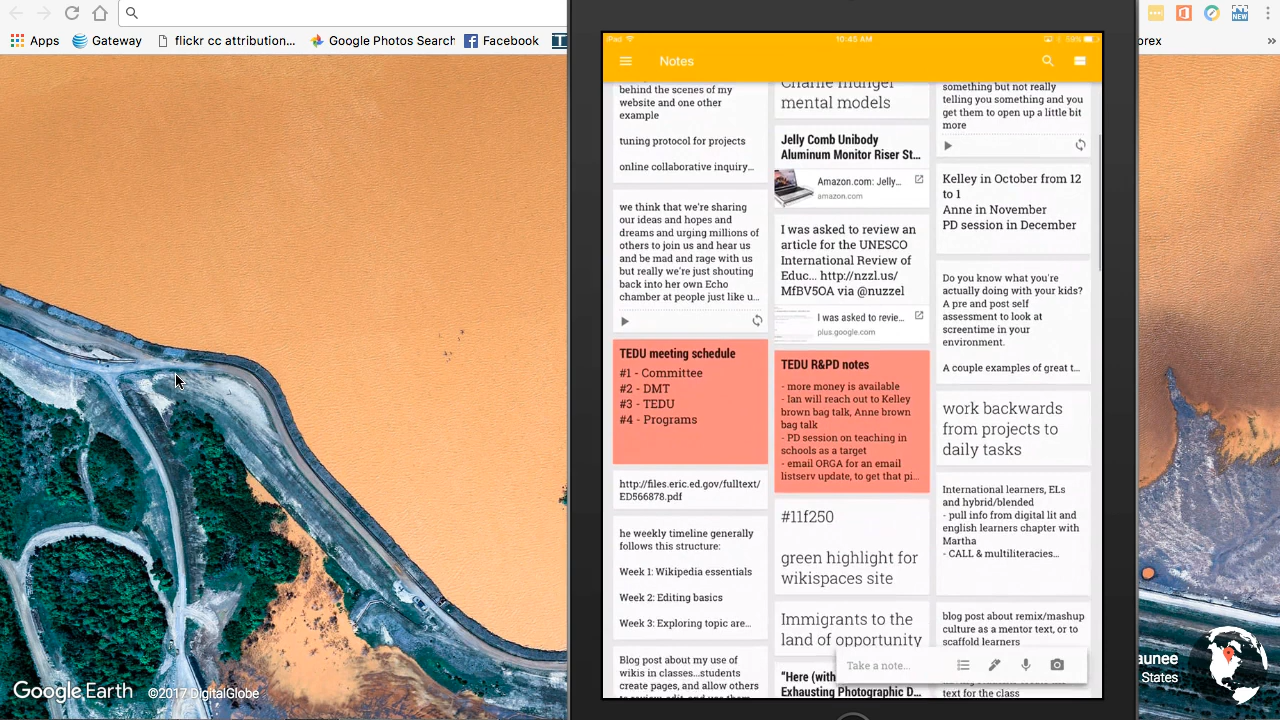 Apps
Gateway
flickr cc attribution...
Google Photos Search
Facebook
NEW
orex
»
iPad
10:45 AM
59%
Notes
behind the scenes of my
website and one other
example
tuning protocol for projects
online collaborative inquiry...
we think that we're sharing
our ideas and hopes and
dreams and urging millions of
others to join us and hear us
and be mad and rage with us
but really we're just shouting
back into her own Echo
chamber at people just like u...
TEDU meeting schedule
#1 - Committee
#2 - DMT
#3 - TEDU
#4 - Programs
http://files.eric.ed.gov/fulltext/
ED566878.pdf
he weekly timeline generally
follows this structure:
Week 1: Wikipedia essentials
Week 2: Editing basics
Week 3: Exploring topic are...
Blog post about my use of
wikis in classes...students
create pages, and allow others
Charlie munger
mental models
Jelly Comb Unibody
Aluminum Monitor Riser St...
Amazon.com: Jelly...
amazon.com
I was asked to review an
article for the UNESCO
International Review of
Educ... http://nzzl.us/
MfBV5OA via @nuzzel
I was asked to revie...
plus.google.com
TEDU R&PD notes
- more money is available
- Ian will reach out to Kelley
brown bag talk, Anne brown
bag talk
- PD session on teaching in
schools as a target
- email ORGA for an email
listserv update, to get that pi...
#11f250
green highlight for
wikispaces site
Immigrants to the
land of opportunity
"Here (with
Exhausting Photographic D...
something but not really
telling you something and you
get them to open up a little bit
more
Kelley in October from 12
to 1
Anne in November
PD session in December
Do you know what you're
actually doing with your kids?
A pre and post self
assessment to look at
screentime in your
environment.
A couple examples of great t...
work backwards
from projects to
daily tasks
International learners, ELs
and hybrid/blended
- pull info from digital lit and
english learners chapter with
Martha
- CALL & multiliteracies...
blog post about remix/mashup
culture as a mentor text, or to
scaffold learners
text for the class
Take a note...
Google Earth
©2017 DigitalGlobe
aunee
States